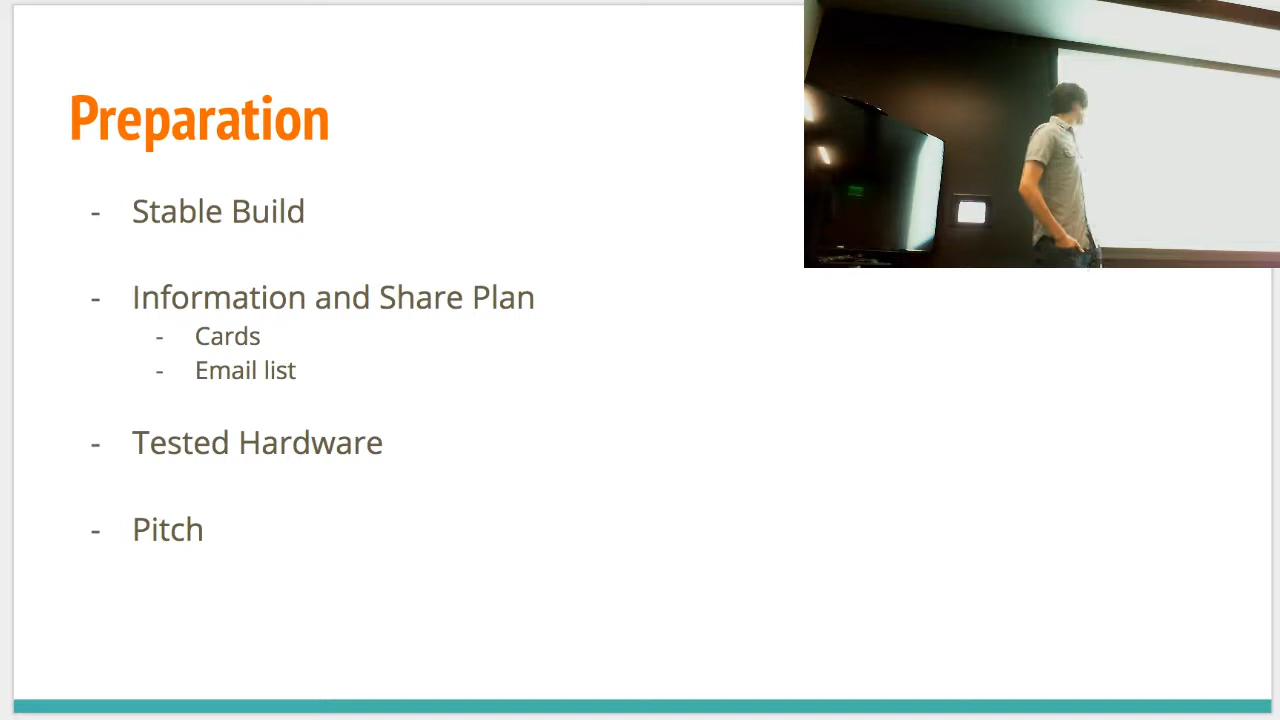 Preparation
- Stable Build
- Information and Share Plan
- Cards
- Email list
- Tested Hardware
- Pitch